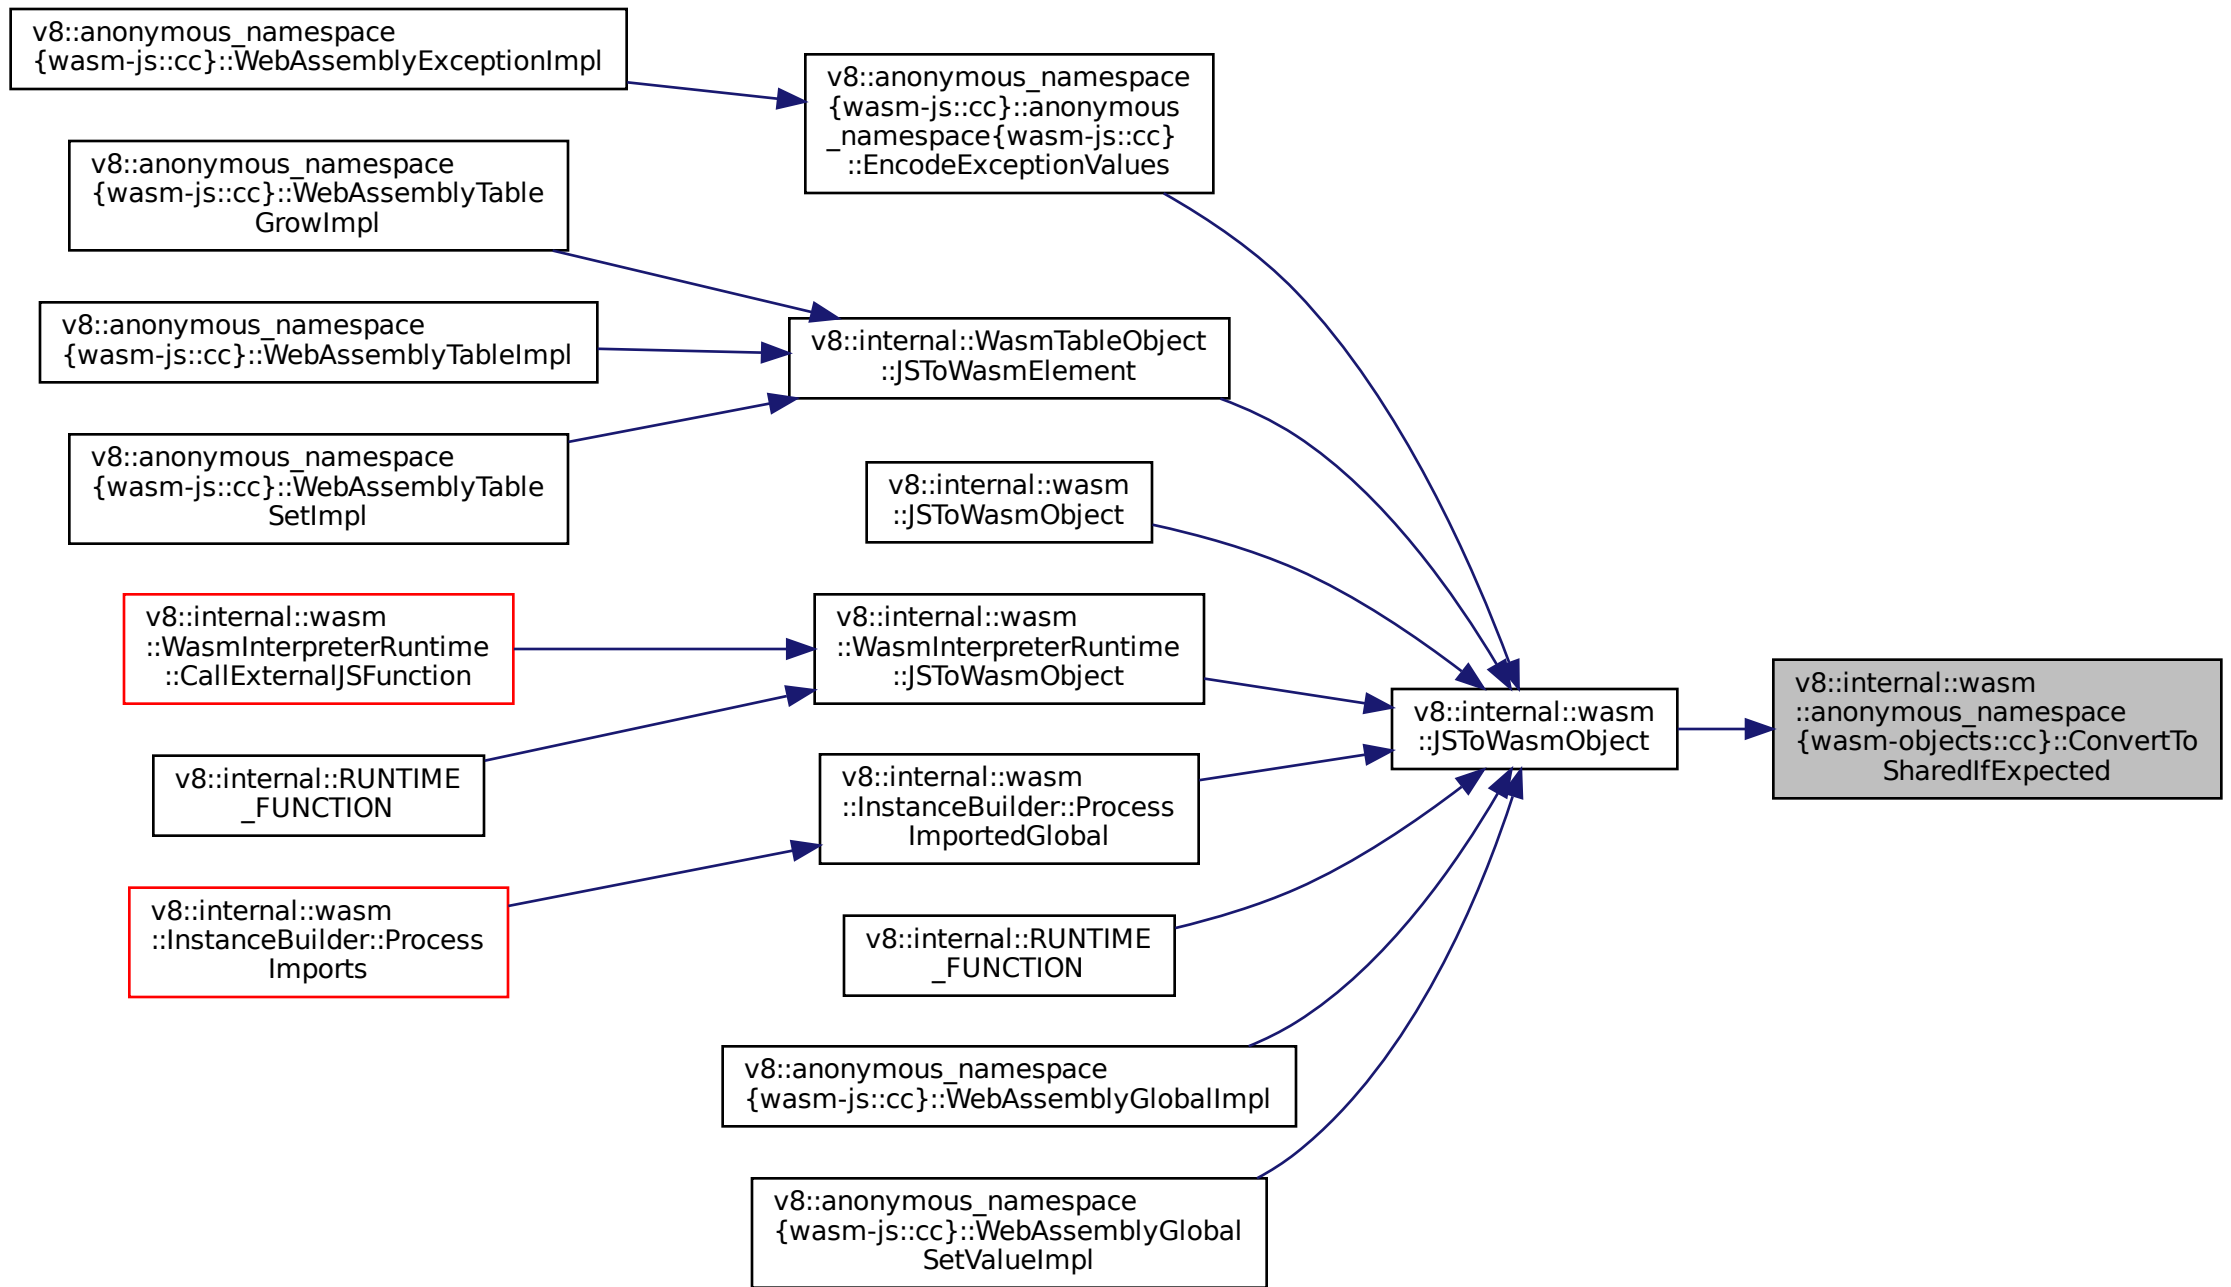 v8::anonymous_namespace
{wasm-js::cc}::WebAssemblyExceptionImpl
v8::anonymous_namespace
{wasm-js::cc}::WebAssemblyTable
GrowImpl
v8::anonymous_namespace
{wasm-js::cc}::WebAssemblyTableImpl
v8::anonymous_namespace
{wasm-js::cc}::WebAssemblyTable
SetImpl
v8::internal::wasm
::WasmInterpreterRuntime
::CallExternalJSFunction
v8::internal::RUNTIME
_FUNCTION
v8::internal::wasm
::InstanceBuilder::Process
Imports
v8::anonymous_namespace
{wasm-js::cc}::anonymous
_namespace{wasm-js::cc}
::EncodeExceptionValues
v8::internal::WasmTableObject
::JSToWasmElement
v8::internal::wasm
::JSToWasmObject
v8::internal::wasm
::WasmInterpreterRuntime
::JSToWasmObject
v8::internal::wasm
::InstanceBuilder::Process
ImportedGlobal
v8::internal::RUNTIME
_FUNCTION
v8::anonymous_namespace
{wasm-js::cc}::WebAssemblyGlobalImpl
v8::anonymous_namespace
{wasm-js::cc}::WebAssemblyGlobal
SetValueImpl
v8::internal::wasm
::JSToWasmObject
v8::internal::wasm
::anonymous_namespace
{wasm-objects::cc}::ConvertTo
SharedIfExpected